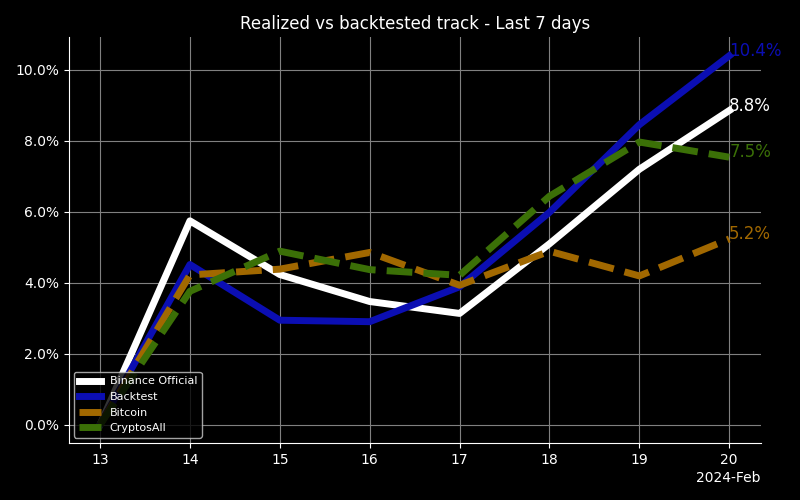 Realized vs backtested track - Last 7 days
10.4%
10.0%
8.8%
8.0%
7.5%
6.0%
5.2%
4.0%
2.0%
0.0%
Binance Official
Backtest
Bitcoin
CryptosAll
13 14 15 16 17 18 19 20
2024-Feb